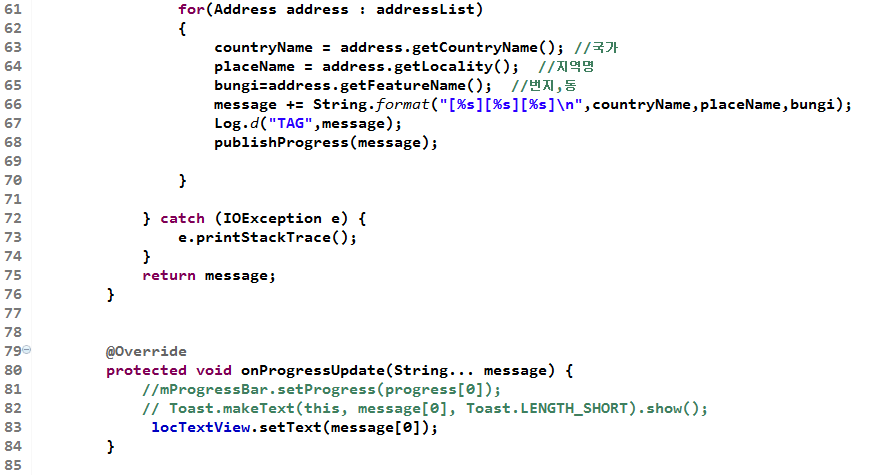 61 for(Address address : addressList)
62 {
63 countryName = address.getCountryName(); //국가
64 placeName = address.getLocality();  //지역명
65 bungi=address.getFeatureName();  //번지,동
66 message += String.format("[%s][%s][%s]\n",countryName,placeName,bungi);
67 Log.d("TAG",message);
68 publishProgress(message);
69
70 }
71
72 } catch (IOException e) {
73 e.printStackTrace();
74 }
75 return message;
76 }
77
78
79 @Override
80 protected void onProgressUpdate(String... message) {
81 //mProgressBar.setProgress(progress[0]);
82 // Toast.makeText(this, message[0], Toast.LENGTH_SHORT).show();
83 locTextView.setText(message[0]);
84 }
85